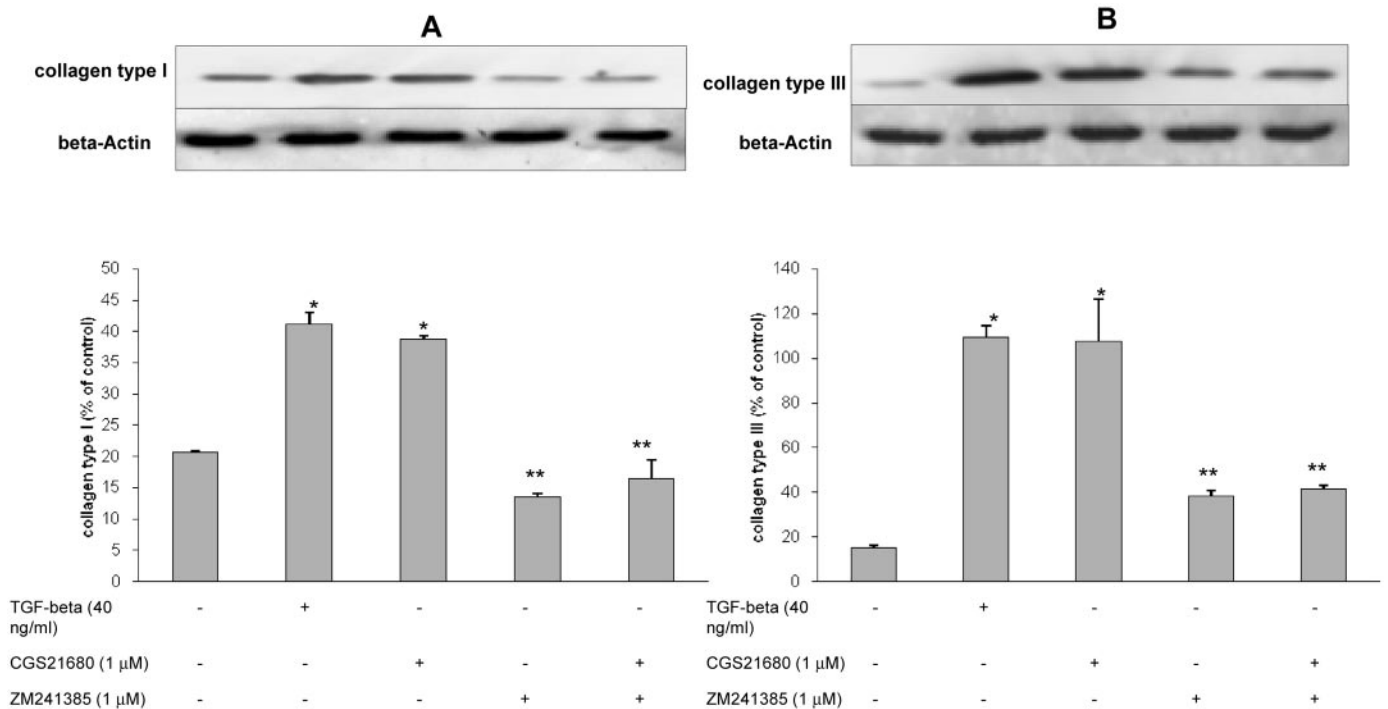 A
collagen type I
beta-Actin
50
45
40
35
30
25
20
15
10
5
0
collagen type I (% of control)
*
*
**
**
TGF-beta (40 ng/ml)
- + - - -
CGS21680 (1 μM)
- - + - +
ZM241385 (1 μM)
- - - + +
B
collagen type III
beta-Actin
140
120
100
80
60
40
20
0
collagen type III (% of control)
*
*
**
**
TGF-beta (40 ng/ml)
- + - - -
CGS21680 (1 μM)
- - + - +
ZM241385 (1 μM)
- - - + +